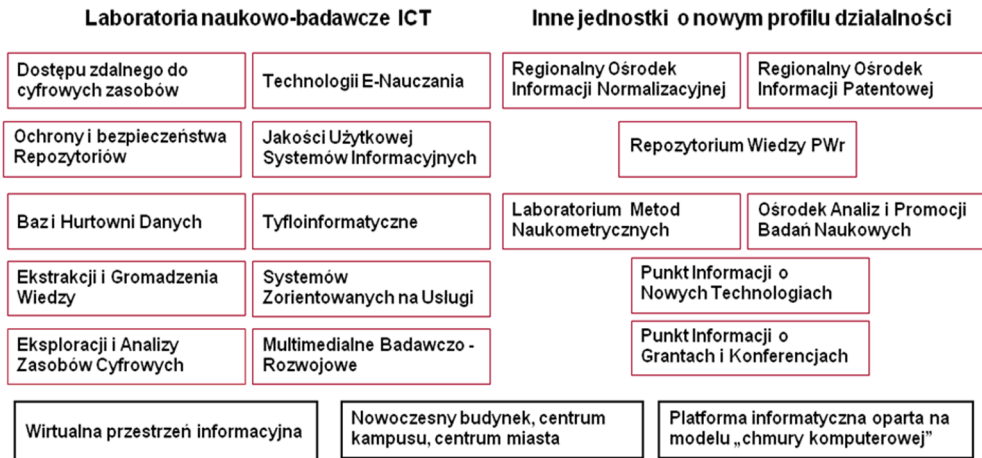 Laboratoria naukowo-badawcze ICT
Dostępu zdalnego do
cyfrowych zasobów
Technologii E-Nauczania
Ochrony i bezpieczeństwa
Repozytoriów
Jakości Użytkowej
Systemów Informacyjnych
Baz i Hurtowni Danych
Tyfloinformatyczne
Ekstrakcji i Gromadzenia
Wiedzy
Systemów
Zorientowanych na Uslugi
Eksploracji i Analizy
Zasobów Cyfrowych
Multimedialne Badawczo -
Rozwojowe
Inne jednostki o nowym profilu działalności
Regionalny Ośrodek
Informacji Normalizacyjnej
Regionalny Ośrodek
Informacji Patentowej
Repozytorium Wiedzy PWr
Laboratorium Metod
Naukometrycznych
Ośrodek Analiz i Promocji
Badań Naukowych
Punkt Informacji o
Nowych Technologiach
Punkt Informacji o
Grantach i Konferencjach
Wirtualna przestrzeń informacyjna
Nowoczesny budynek, centrum
kampusu, centrum miasta
Platforma informatyczna oparta na
modelu „chmury komputerowej”